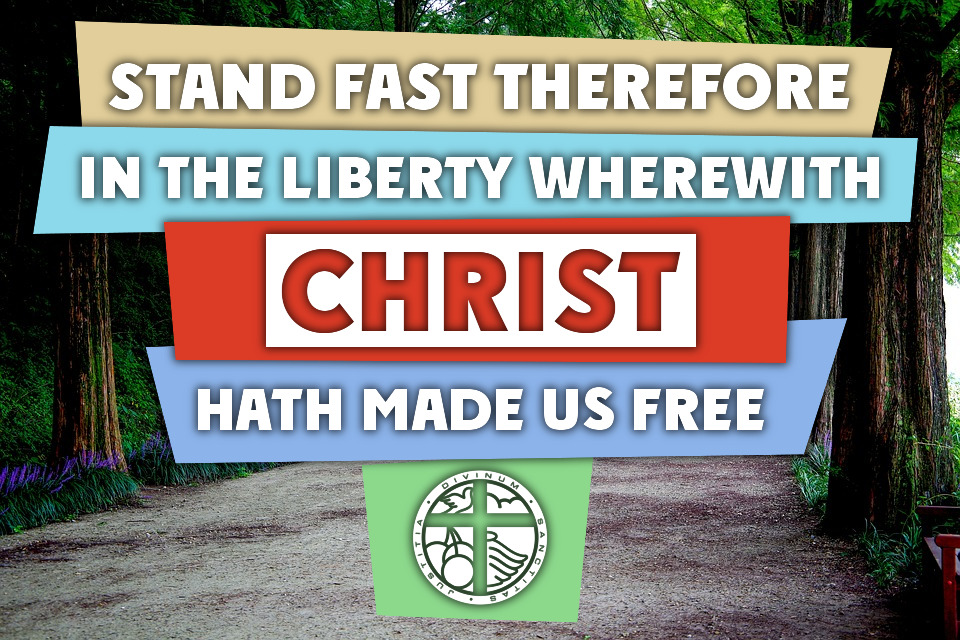 STAND FAST THEREFORE
IN THE LIBERTY WHEREWITH
CHRIST
HATH MADE US FREE
DIVINUM • SANCTITAS • JUSTITIA •